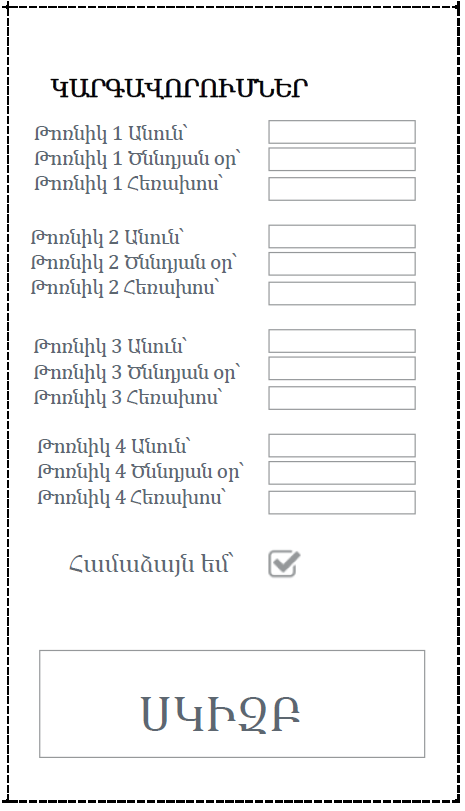 ԿԱՐԳԱՎՈՐՈՒՄՆԵՐ
Թոռնիկ 1 Անուն՝
Թոռնիկ 1 Ծննդյան օր՝
Թոռնիկ 1 Հեռախոս՝
Թոռնիկ 2 Անուն՝
Թոռնիկ 2 Ծննդյան օր՝
Թոռնիկ 2 Հեռախոս՝
Թոռնիկ 3 Անուն՝
Թոռնիկ 3 Ծննդյան օր՝
Թոռնիկ 3 Հեռախոս՝
Թոռնիկ 4 Անուն՝
Թոռնիկ 4 Ծննդյան օր՝
Թոռնիկ 4 Հեռախոս՝
Համաձայն եմ՝
ՍԿԻԶԲ